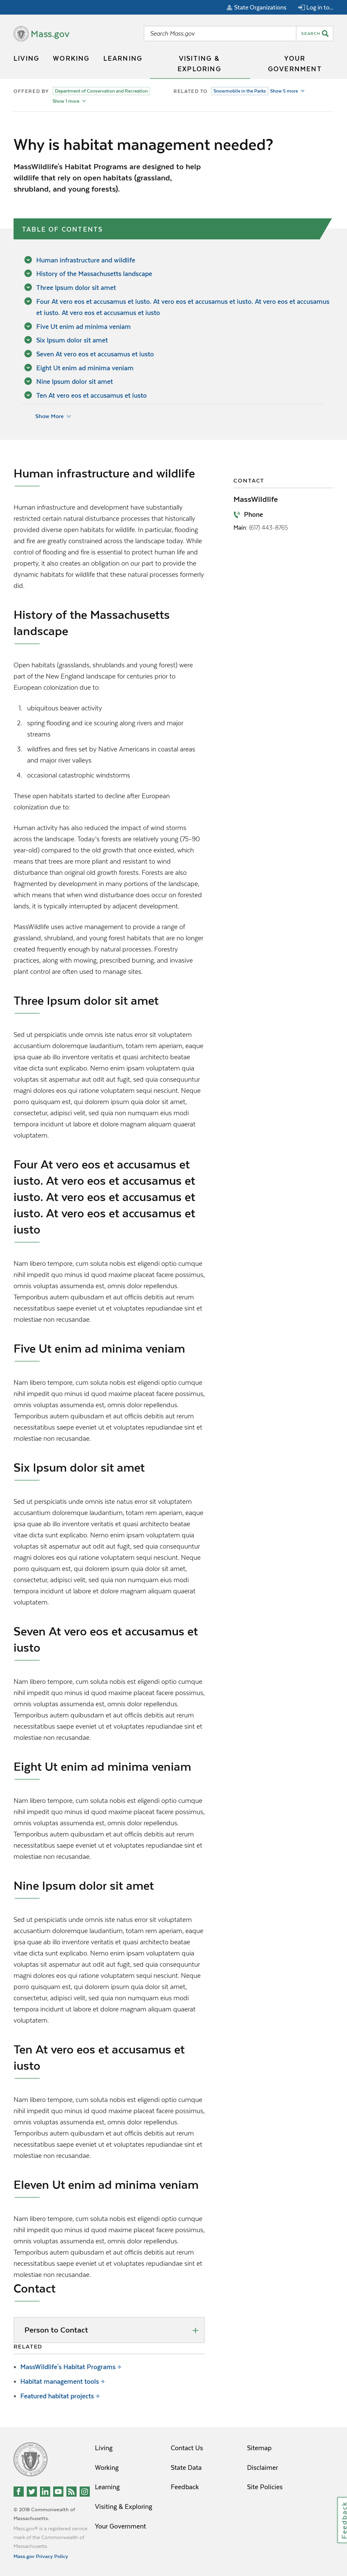 State Organizations
Log in to...
Mass.gov
Search Mass.gov
SEARCH
LIVING
WORKING
LEARNING
VISITING &
EXPLORING
YOUR
GOVERNMENT
OFFERED BY
Department of Conservation and Recreation
Show 1 more
RELATED TO
Snowmobile in the Parks
Show 5 more
Why is habitat management needed?
MassWildlife's Habitat Programs are designed to help
wildlife that rely on open habitats (grassland,
shrubland, and young forests).
TABLE OF CONTENTS
Human infrastructure and wildlife
History of the Massachusetts landscape
Three Ipsum dolor sit amet
Four At vero eos et accusamus et iusto. At vero eos et accusamus et iusto. At vero eos et accusamus
et iusto. At vero eos et accusamus et iusto
Five Ut enim ad minima veniam
Six Ipsum dolor sit amet
Seven At vero eos et accusamus et iusto
Eight Ut enim ad minima veniam
Nine Ipsum dolor sit amet
Ten At vero eos et accusamus et iusto
Show More
Human infrastructure and wildlife
Human infrastructure and development have substantially
restricted certain natural disturbance processes that historically
provided open habitats for wildlife. In particular, flooding
and fire are greatly constrained across the landscape today. While
control of flooding and fire is essential to protect human life and
property, it also creates an obligation on our part to provide the
dynamic habitats for wildlife that these natural processes formerly
did.
CONTACT
MassWildlife
Phone
Main: (617) 443-8765
History of the Massachusetts
landscape
Open habitats (grasslands, shrublands and young forest) were
part of the New England landscape for centuries prior to
European colonization due to:
1. ubiquitous beaver activity
2. spring flooding and ice scouring along rivers and major
streams
3. wildfires and fires set by Native Americans in coastal areas
and major river valleys
4. occasional catastrophic windstorms
These open habitats started to decline after European
colonization due to:
Human activity has also reduced the impact of wind storms
across the landscape. Today's forests are relatively young (75–90
year-old) compared to the old growth that once existed, which
means that trees are more plant and and resistant to wind
disturbance than original old growth forests. Forests are also
fragmented by development in many portions of the landscape,
which means that when wind disturbance does occur on forested
lands, it is typically interrupted by adjacent development.
MassWildlife uses active management to provide a range of
grassland, shrubland, and young forest habitats that are no longer
created frequently enough by natural processes. Forestry
practices, along with mowing, prescribed burning, and invasive
plant control are often used to manage sites.
Three Ipsum dolor sit amet
Sed ut perspiciatis unde omnis iste natus error sit voluptatem
accusantium doloremque laudantium, totam rem aperiam, eaque
ipsa quae ab illo inventore veritatis et quasi architecto beatae
vitae dicta sunt explicabo. Nemo enim ipsam voluptatem quia
voluptas sit aspernatur aut odit aut fugit, sed quia consequuntur
magni dolores eos qui ratione voluptatem sequi nesciunt. Neque
porro quisquam est, qui dolorem ipsum quia dolor sit amet,
consectetur, adipisci velit, sed quia non numquam eius modi
tempora incidunt ut labore et dolore magnam aliquam quaerat
voluptatem.
Four At vero eos et accusamus et
iusto. At vero eos et accusamus et
iusto. At vero eos et accusamus et
iusto. At vero eos et accusamus et
iusto
Nam libero tempore, cum soluta nobis est eligendi optio cumque
nihil impedit quo minus id quod maxime placeat facere possimus,
omnis voluptas assumenda est, omnis dolor repellendus.
Temporibus autem quibusdam et aut officiis debitis aut rerum
necessitatibus saepe eveniet ut et voluptates repudiandae sint et
molestiae non recusandae.
Five Ut enim ad minima veniam
Nam libero tempore, cum soluta nobis est eligendi optio cumque
nihil impedit quo minus id quod maxime placeat facere possimus,
omnis voluptas assumenda est, omnis dolor repellendus.
Temporibus autem quibusdam et aut officiis debitis aut rerum
necessitatibus saepe eveniet ut et voluptates repudiandae sint et
molestiae non recusandae.
Six Ipsum dolor sit amet
Sed ut perspiciatis unde omnis iste natus error sit voluptatem
accusantium doloremque laudantium, totam rem aperiam, eaque
ipsa quae ab illo inventore veritatis et quasi architecto beatae
vitae dicta sunt explicabo. Nemo enim ipsam voluptatem quia
voluptas sit aspernatur aut odit aut fugit, sed quia consequuntur
magni dolores eos qui ratione voluptatem sequi nesciunt. Neque
porro quisquam est, qui dolorem ipsum quia dolor sit amet,
consectetur, adipisci velit, sed quia non numquam eius modi
tempora incidunt ut labore et dolore magnam aliquam quaerat
voluptatem.
Seven At vero eos et accusamus et
iusto
Nam libero tempore, cum soluta nobis est eligendi optio cumque
nihil impedit quo minus id quod maxime placeat facere possimus,
omnis voluptas assumenda est, omnis dolor repellendus.
Temporibus autem quibusdam et aut officiis debitis aut rerum
necessitatibus saepe eveniet ut et voluptates repudiandae sint et
molestiae non recusandae.
Eight Ut enim ad minima veniam
Nam libero tempore, cum soluta nobis est eligendi optio cumque
nihil impedit quo minus id quod maxime placeat facere possimus,
omnis voluptas assumenda est, omnis dolor repellendus.
Temporibus autem quibusdam et aut officiis debitis aut rerum
necessitatibus saepe eveniet ut et voluptates repudiandae sint et
molestiae non recusandae.
Nine Ipsum dolor sit amet
Sed ut perspiciatis unde omnis iste natus error sit voluptatem
accusantium doloremque laudantium, totam rem aperiam, eaque
ipsa quae ab illo inventore veritatis et quasi architecto beatae
vitae dicta sunt explicabo. Nemo enim ipsam voluptatem quia
voluptas sit aspernatur aut odit aut fugit, sed quia consequuntur
magni dolores eos qui ratione voluptatem sequi nesciunt. Neque
porro quisquam est, qui dolorem ipsum quia dolor sit amet,
consectetur, adipisci velit, sed quia non numquam eius modi
tempora incidunt ut labore et dolore magnam aliquam quaerat
voluptatem.
Ten At vero eos et accusamus et
iusto
Nam libero tempore, cum soluta nobis est eligendi optio cumque
nihil impedit quo minus id quod maxime placeat facere possimus,
omnis voluptas assumenda est, omnis dolor repellendus.
Temporibus autem quibusdam et aut officiis debitis aut rerum
necessitatibus saepe eveniet ut et voluptates repudiandae sint et
molestiae non recusandae.
Eleven Ut enim ad minima veniam
Nam libero tempore, cum soluta nobis est eligendi optio cumque
nihil impedit quo minus id quod maxime placeat facere possimus,
omnis voluptas assumenda est, omnis dolor repellendus.
Temporibus autem quibusdam et aut officiis debitis aut rerum
necessitatibus saepe eveniet ut et voluptates repudiandae sint et
molestiae non recusandae.
Contact
Person to Contact
RELATED
MassWildlife's Habitat Programs
Habitat management tools
Featured habitat projects
Living
Working
Learning
Visiting & Exploring
Your Government
Contact Us
State Data
Feedback
Sitemap
Disclaimer
Site Policies
© 2018 Commonwealth of
Massachusetts.
Mass.gov® is a registered service
mark of the Commonwealth of
Massachusetts.
Mass.gov Privacy Policy
Feedback